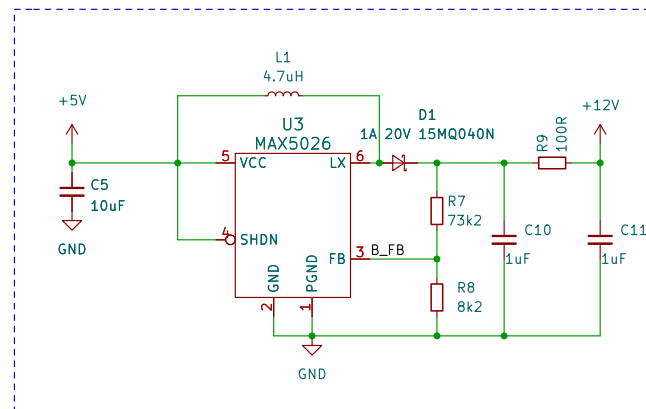 L1
4.7uH
+5V
U3
MAX5026
D1
1A 20V 15MQ040N
R9
100R
+12V
5
VCC
LX
6
C5
10uF
GND
4
SHDN
R7
73k2
FB
3
B_FB
C10
1uF
C11
1uF
GND
PGND
R8
8k2
2
1
GND